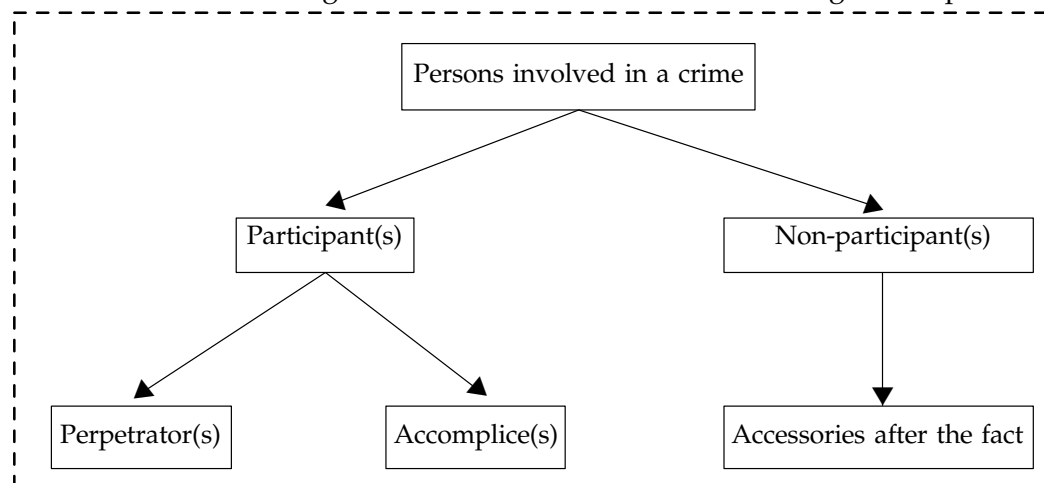 Persons involved in a crime
Participant(s)
Non-participant(s)
Perpetrator(s)
Accomplice(s)
Accessories after the fact